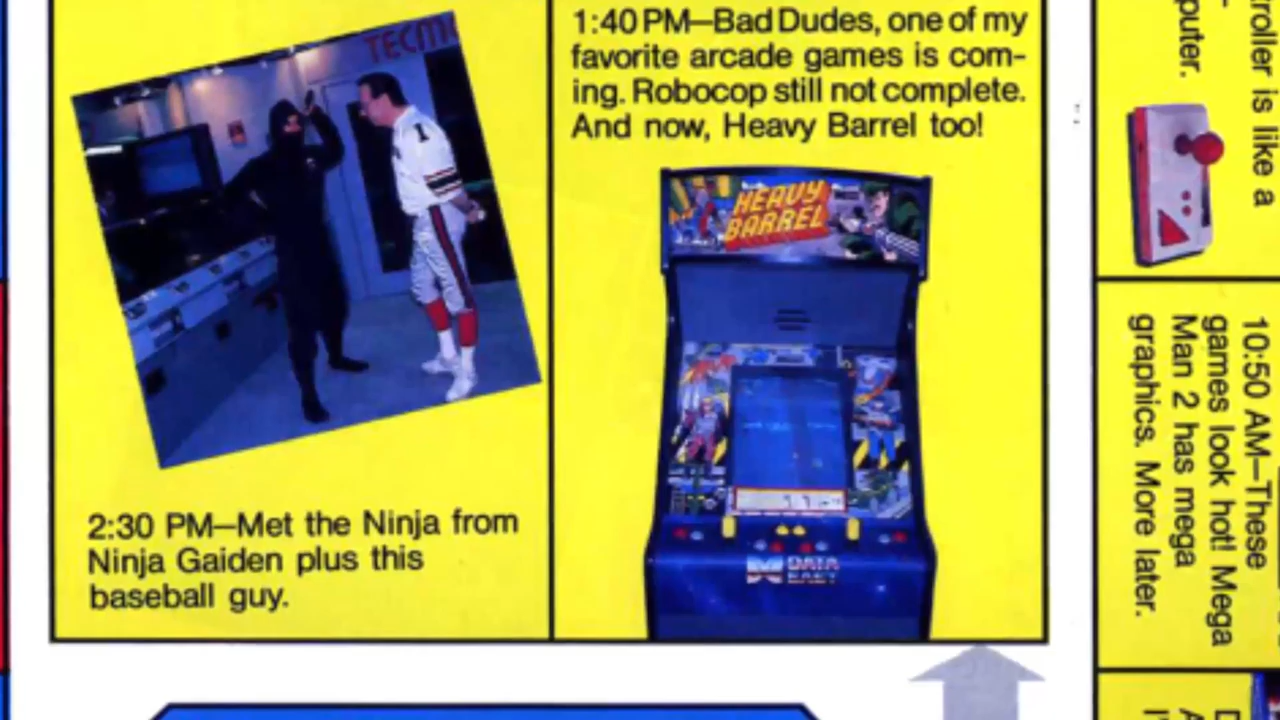 TECM
2:30 PM—Met the Ninja from
Ninja Gaiden plus this
baseball guy.
1:40 PM—Bad Dudes, one of my
favorite arcade games is com-
ing. Robocop still not complete.
And now, Heavy Barrel too!
HEAVY
BARREL
DATA
EAST
1
roller is like a
puter.
10:50 AM—These
games look hot! Mega
Man 2 has mega
graphics. More later.